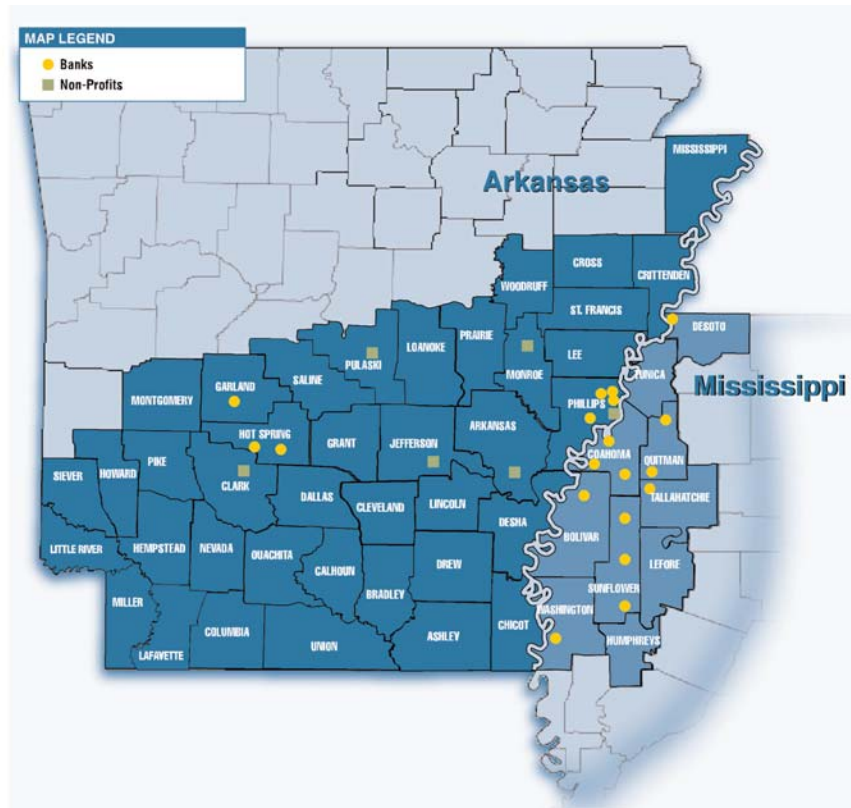 MAP LEGEND
Banks
Non-Profits
Arkansas
MISSISSIPPI
CROSS
CRITTENDEN
WOODRUFF
ST. FRANCIS
DESOTO
PRAIRIE
LOANOKE
PULASKI
LEE
TUNICA
MONROE
Mississippi
SALINE
GARLAND
MONTGOMERY
PHILLIPS
HOT SPRING
GRANT
JEFFERSON
ARKANSAS
COAHOMA
QUITMAN
PIKE
HOWARD
SIEVER
CLARK
DALLAS
CLEVELAND
LINCOLN
TALLAHATCHIE
DESHA
BOLIVAR
LITTLE RIVER
HEMPSTEAD
NEVADA
OUACHITA
CALHOUN
DREW
LEFORE
BRADLEY
SUNFLOWER
MILLER
WASHINGTON
CHICOT
COLUMBIA
UNION
ASHLEY
HUMPHREYS
LAFAYETTE